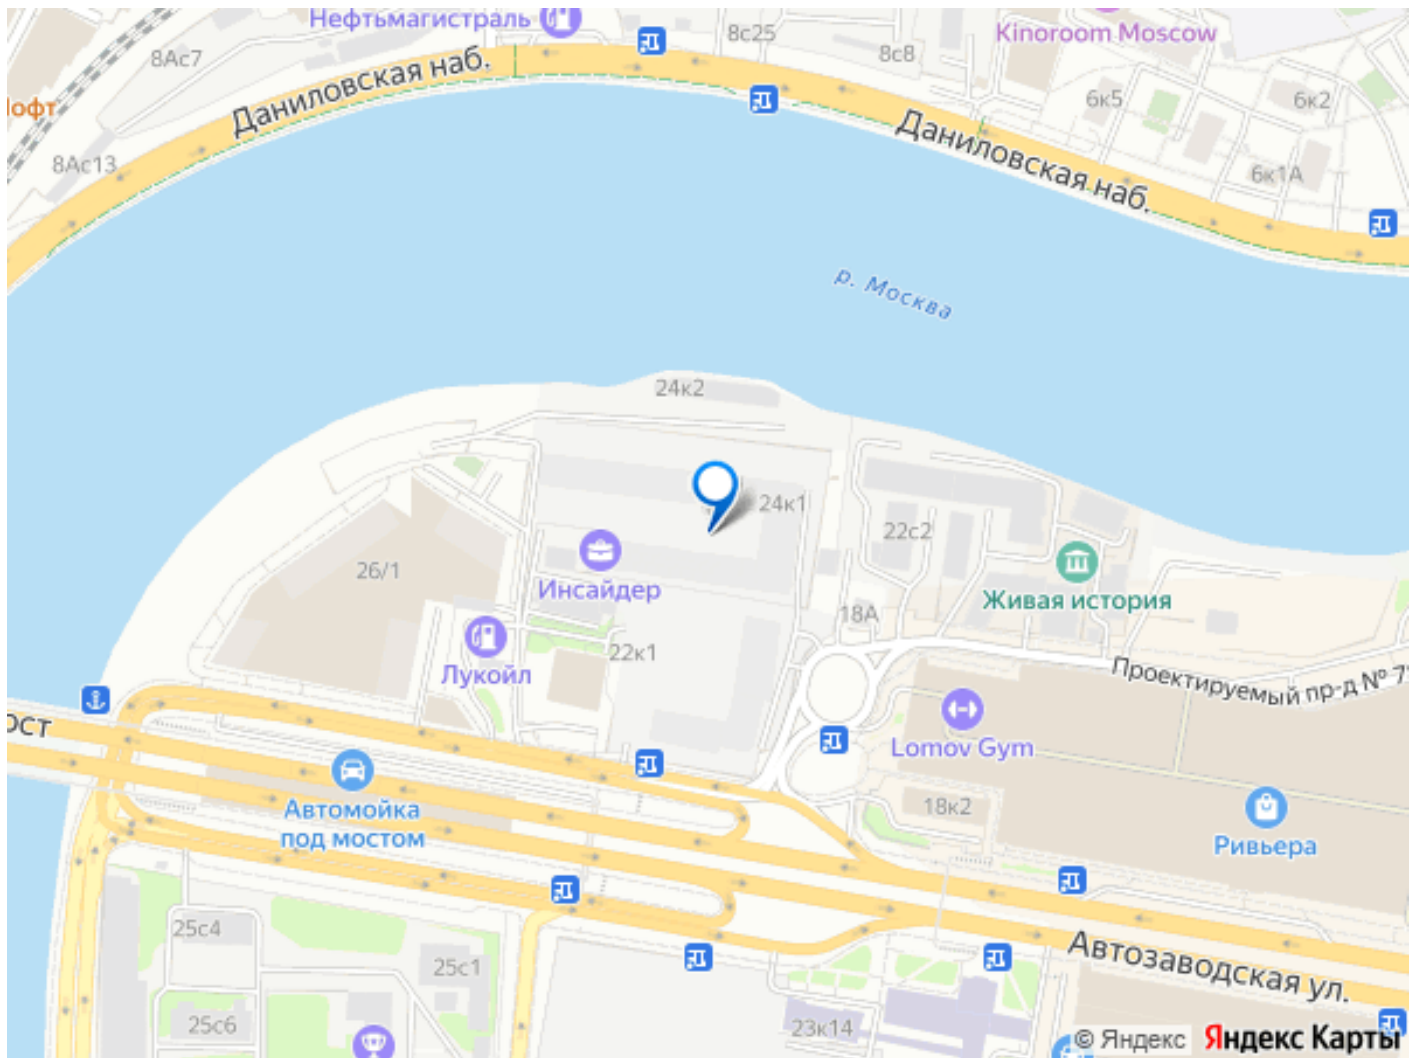 Нефтьмагистраль
8с25
8с8
Kinoroom Moscow
8Ас7
Даниловская наб.
6к5
6к2
Лофт
8Ас13
Даниловская наб.
6к1А
р. Москва
24к2
24к1
22с2
26/1
Инсайдер
Живая история
18А
22к1
Лукойл
Проектируемый пр-д № 7
ост
Lomov Gym
Автомойка
под мостом
18к2
Ривьера
25с4
25с1
Автозаводская ул.
25с6
23к14
© Яндекс Яндекс Карты